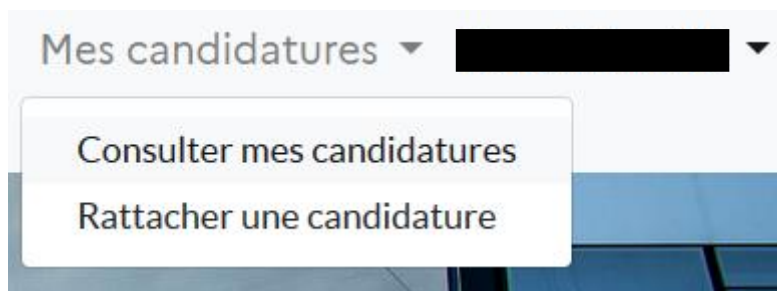 Mes candidatures
Consulter mes candidatures
Rattacher une candidature